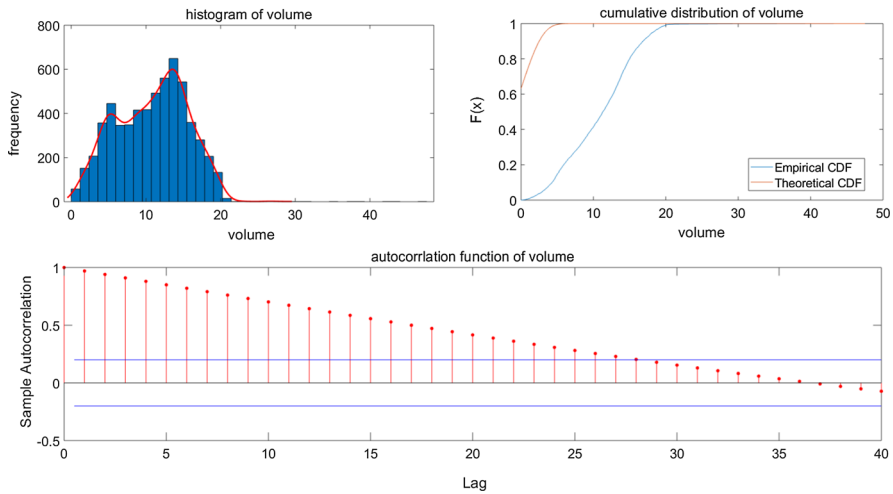 histogram of volume
800
600
400
200
0
frequency
0 10 20 30 40
volume
cumulative distribution of volume
1
0.8
0.6
0.4
0.2
0
F(x)
Empirical CDF
Theoretical CDF
0 10 20 30 40 50
volume
autocorrlation function of volume
1
0.5
0
-0.5
Sample Autocorrelation
0 5 10 15 20 25 30 35 40
Lag